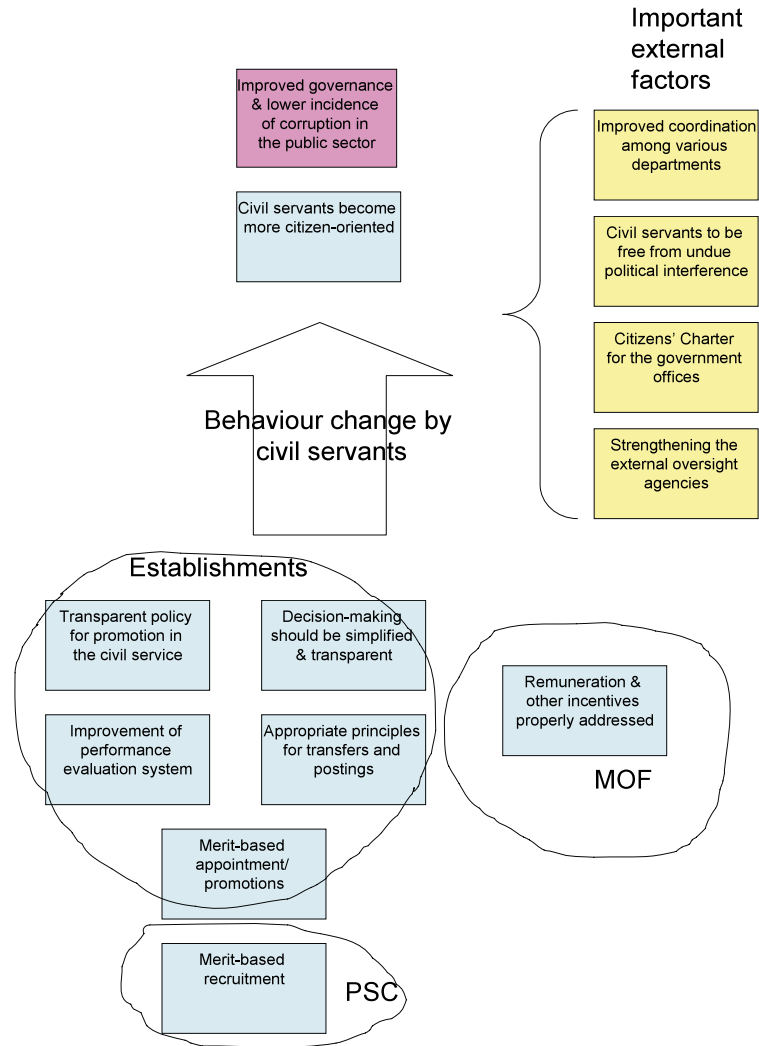 Important
external
factors
Improved governance
& lower incidence
of corruption in
the public sector
Civil servants become
more citizen-oriented
Improved coordination
among various
departments
Civil servants to be
free from undue
political interference
Citizens’ Charter
for the government
offices
Strengthening the
external oversight
agencies
Behaviour change by
civil servants
Establishments
Transparent policy
for promotion in
the civil service
Decision-making
should be simplified
& transparent
Improvement of
performance
evaluation system
Appropriate principles
for transfers and
postings
Merit-based
appointment/
promotions
Remuneration &
other incentives
properly addressed
MOF
Merit-based
recruitment
PSC